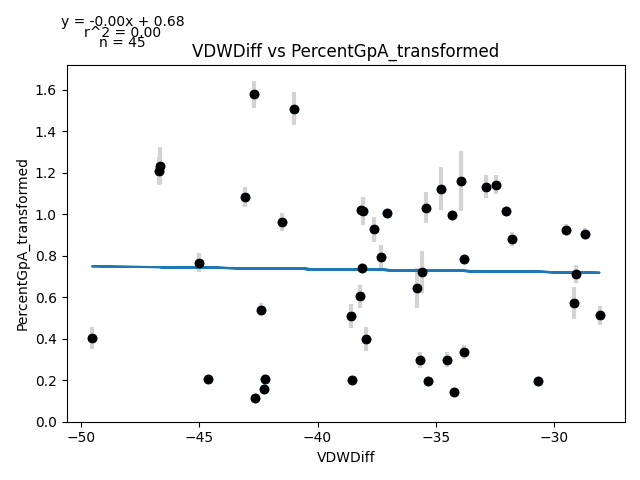 y = -0.00x + 0.68
r^2 = 0.00
n = 45
VDWDiff vs PercentGpA_transformed
PercentGpA_transformed
1.6
1.4
1.2
1.0
0.8
0.6
0.4
0.2
0.0
−50
−45
−40
−35
−30
VDWDiff